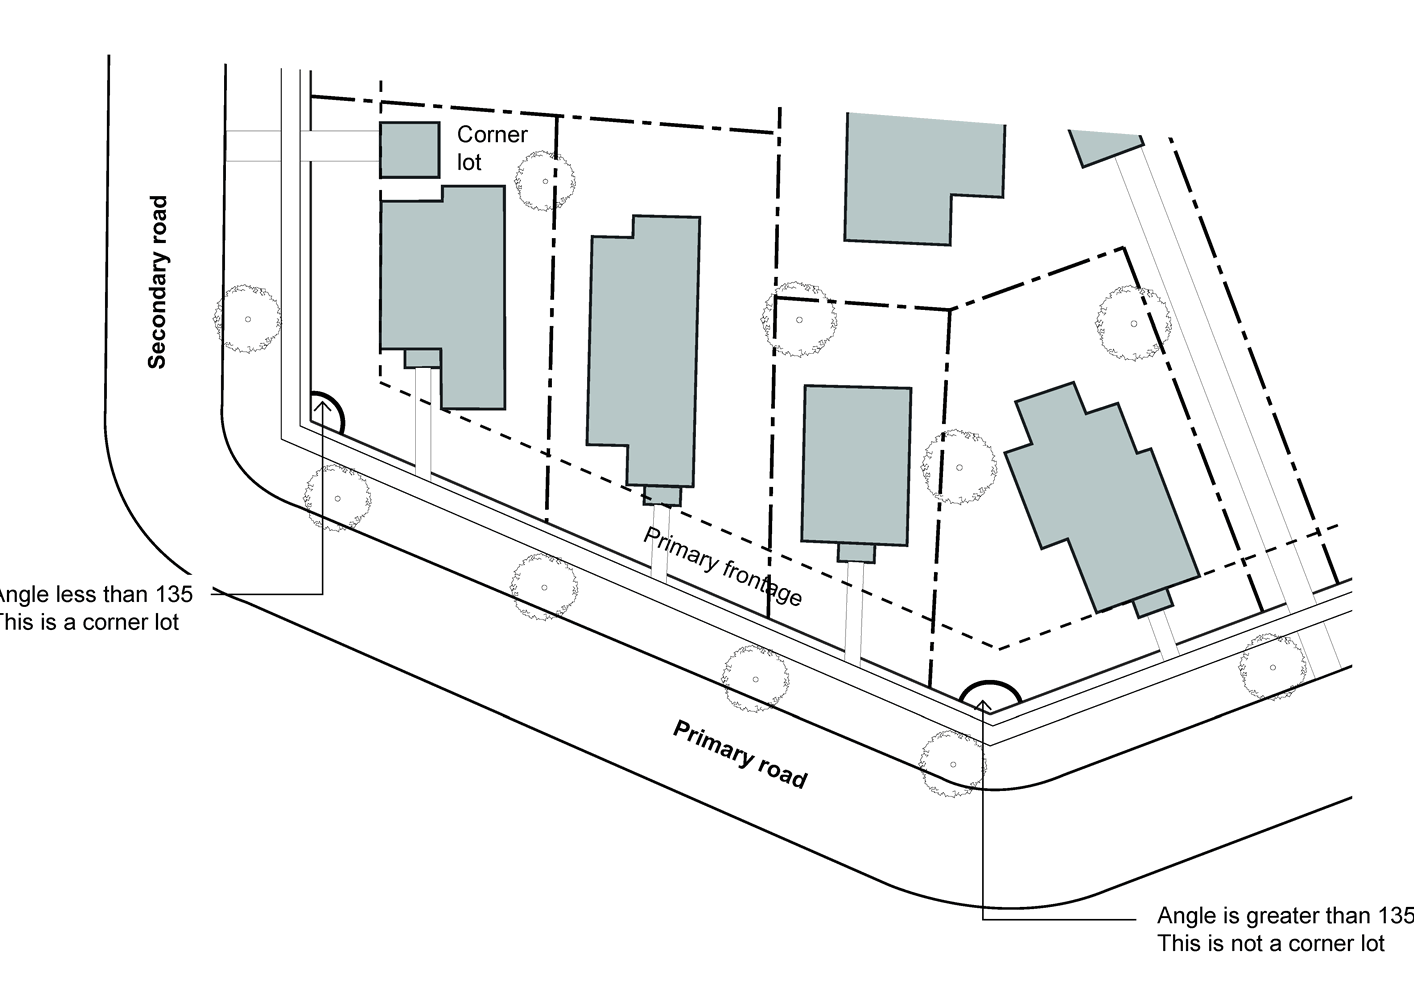 Corner
lot
Secondary road
Primary frontage
Angle less than 135
This is a corner lot
Primary road
Angle is greater than 135
This is not a corner lot